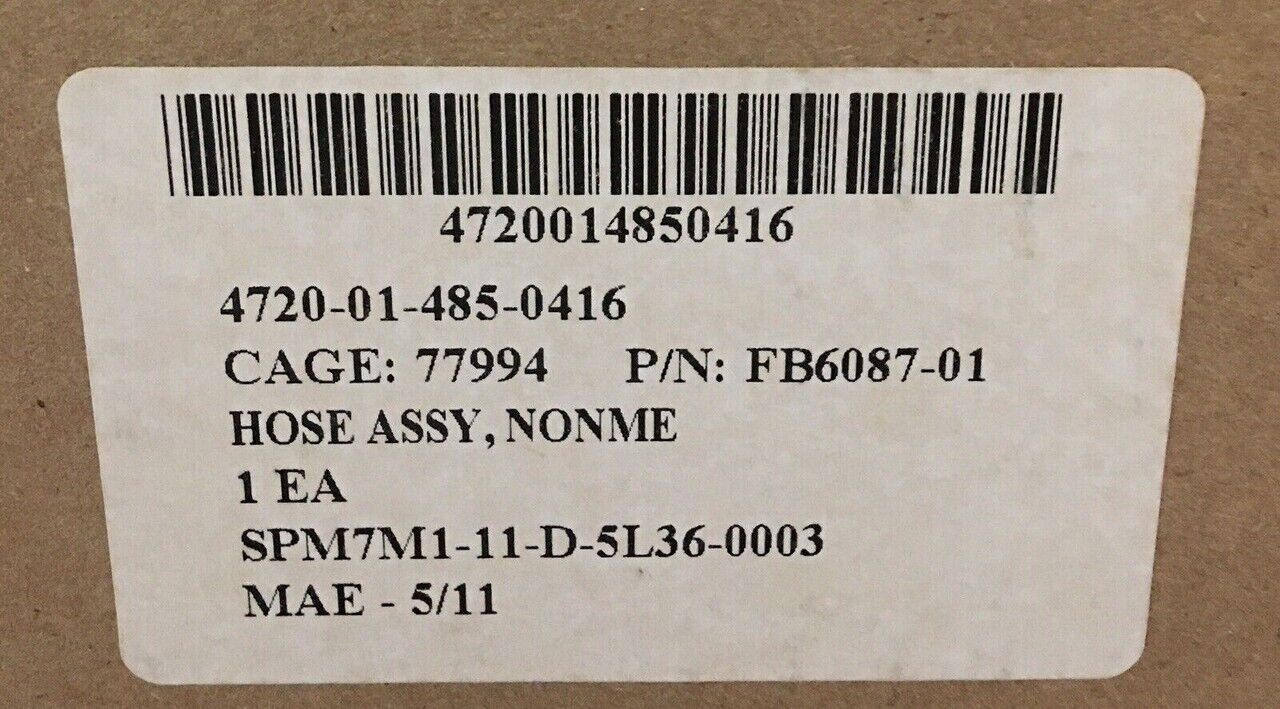 4720014850416
4720-01-485-0416
CAGE: 77994 P/N: FB6087-01
HOSE ASSY, NONME
1 EA
SPM7M1-11-D-5L36-0003
MAE - 5/11